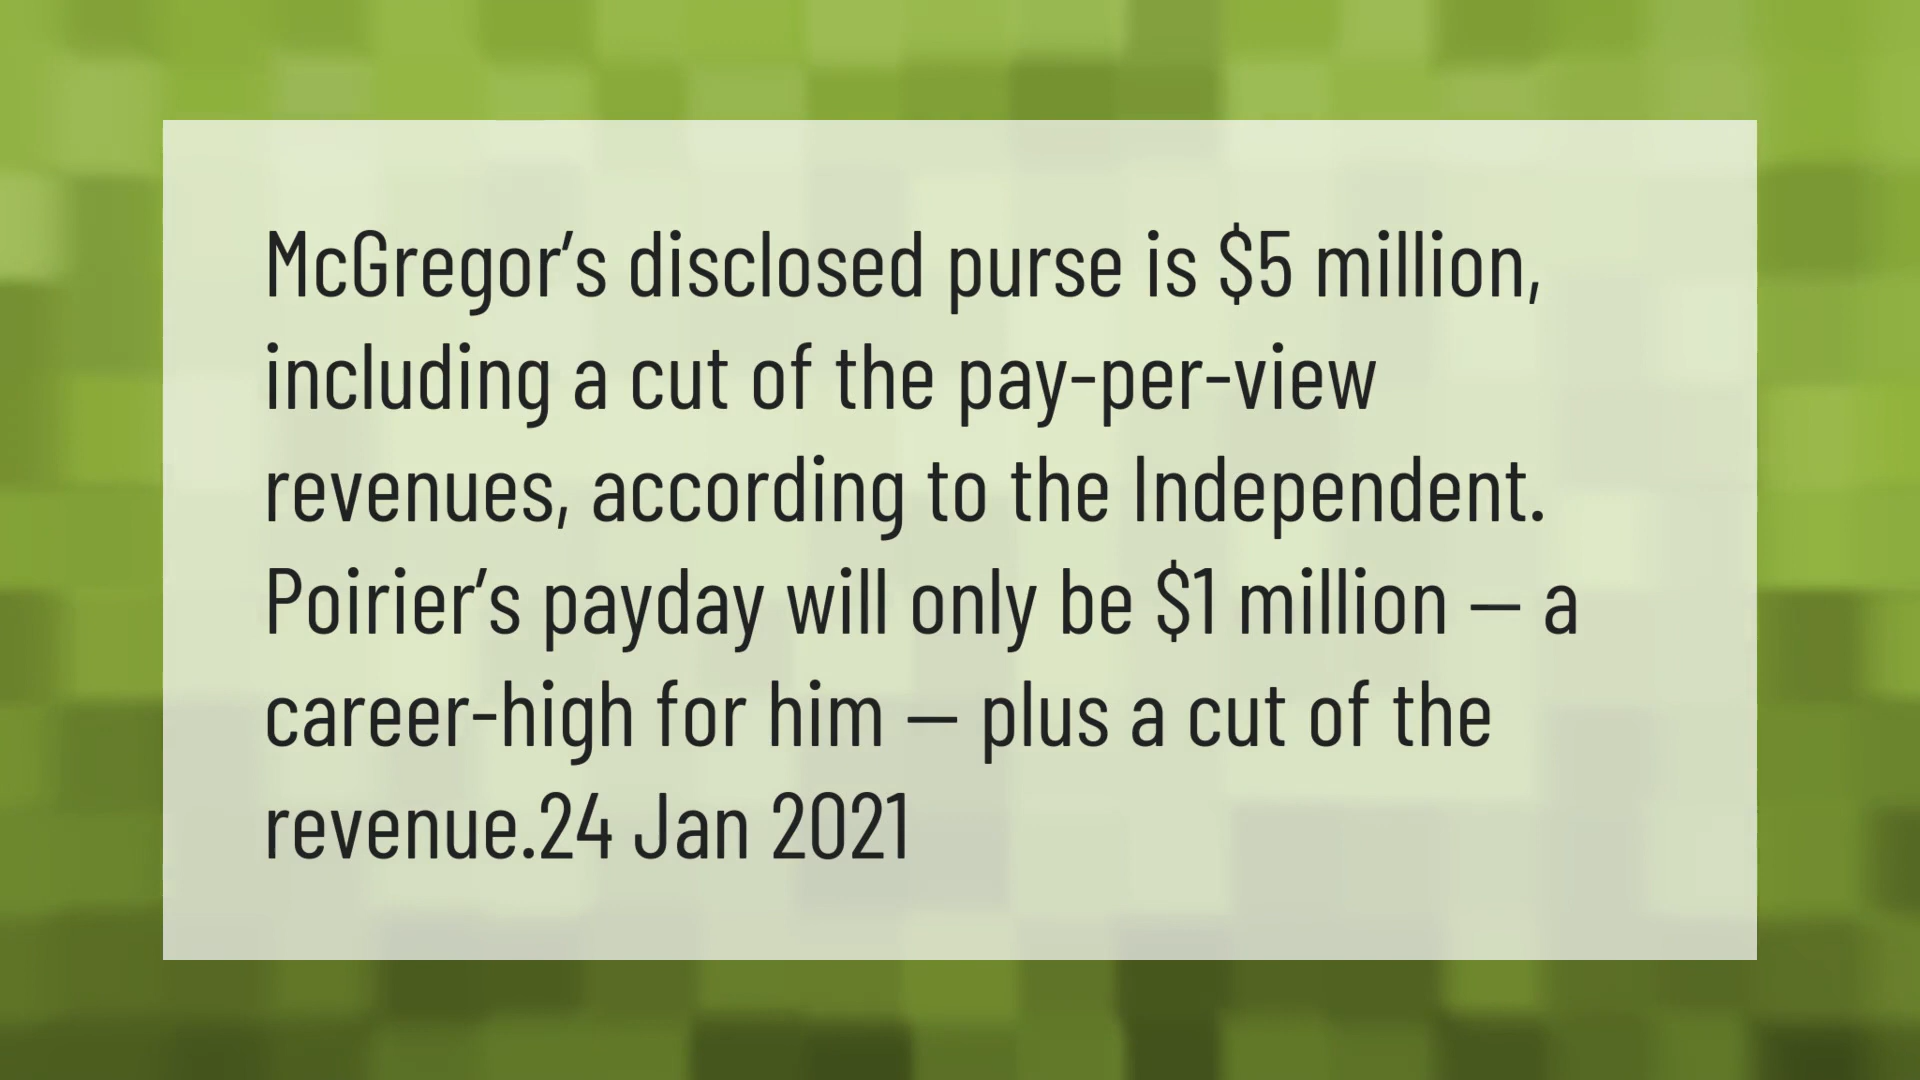 McGregor’s disclosed purse is $5 million,
including a cut of the pay-per-view
revenues, according to the Independent.
Poirier’s payday will only be $1 million — a
career-high for him — plus a cut of the
revenue.24 Jan 2021